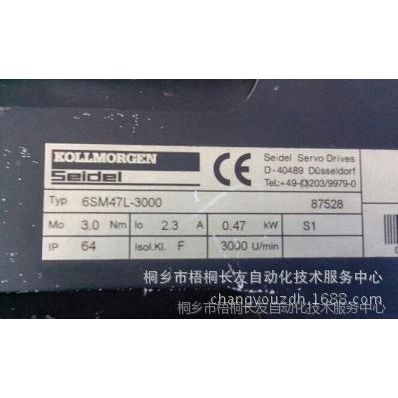 KOLLMORGEN
Seidel
CE
Seidel Servo Drives
D-40489 Düsseldorf
Tel.:+49-(0)203/9979-0
Typ 6SM47L-3000 87528
Mo 3.0 Nm Io 2.3 A 0.47 kW S1
IP 64 Isol.Kl. F 3000 U/min
桐乡市梧桐长友自动化技术服务中心
changyouzdh.1688.com
桐乡市梧桐长友自动化技术服务中心